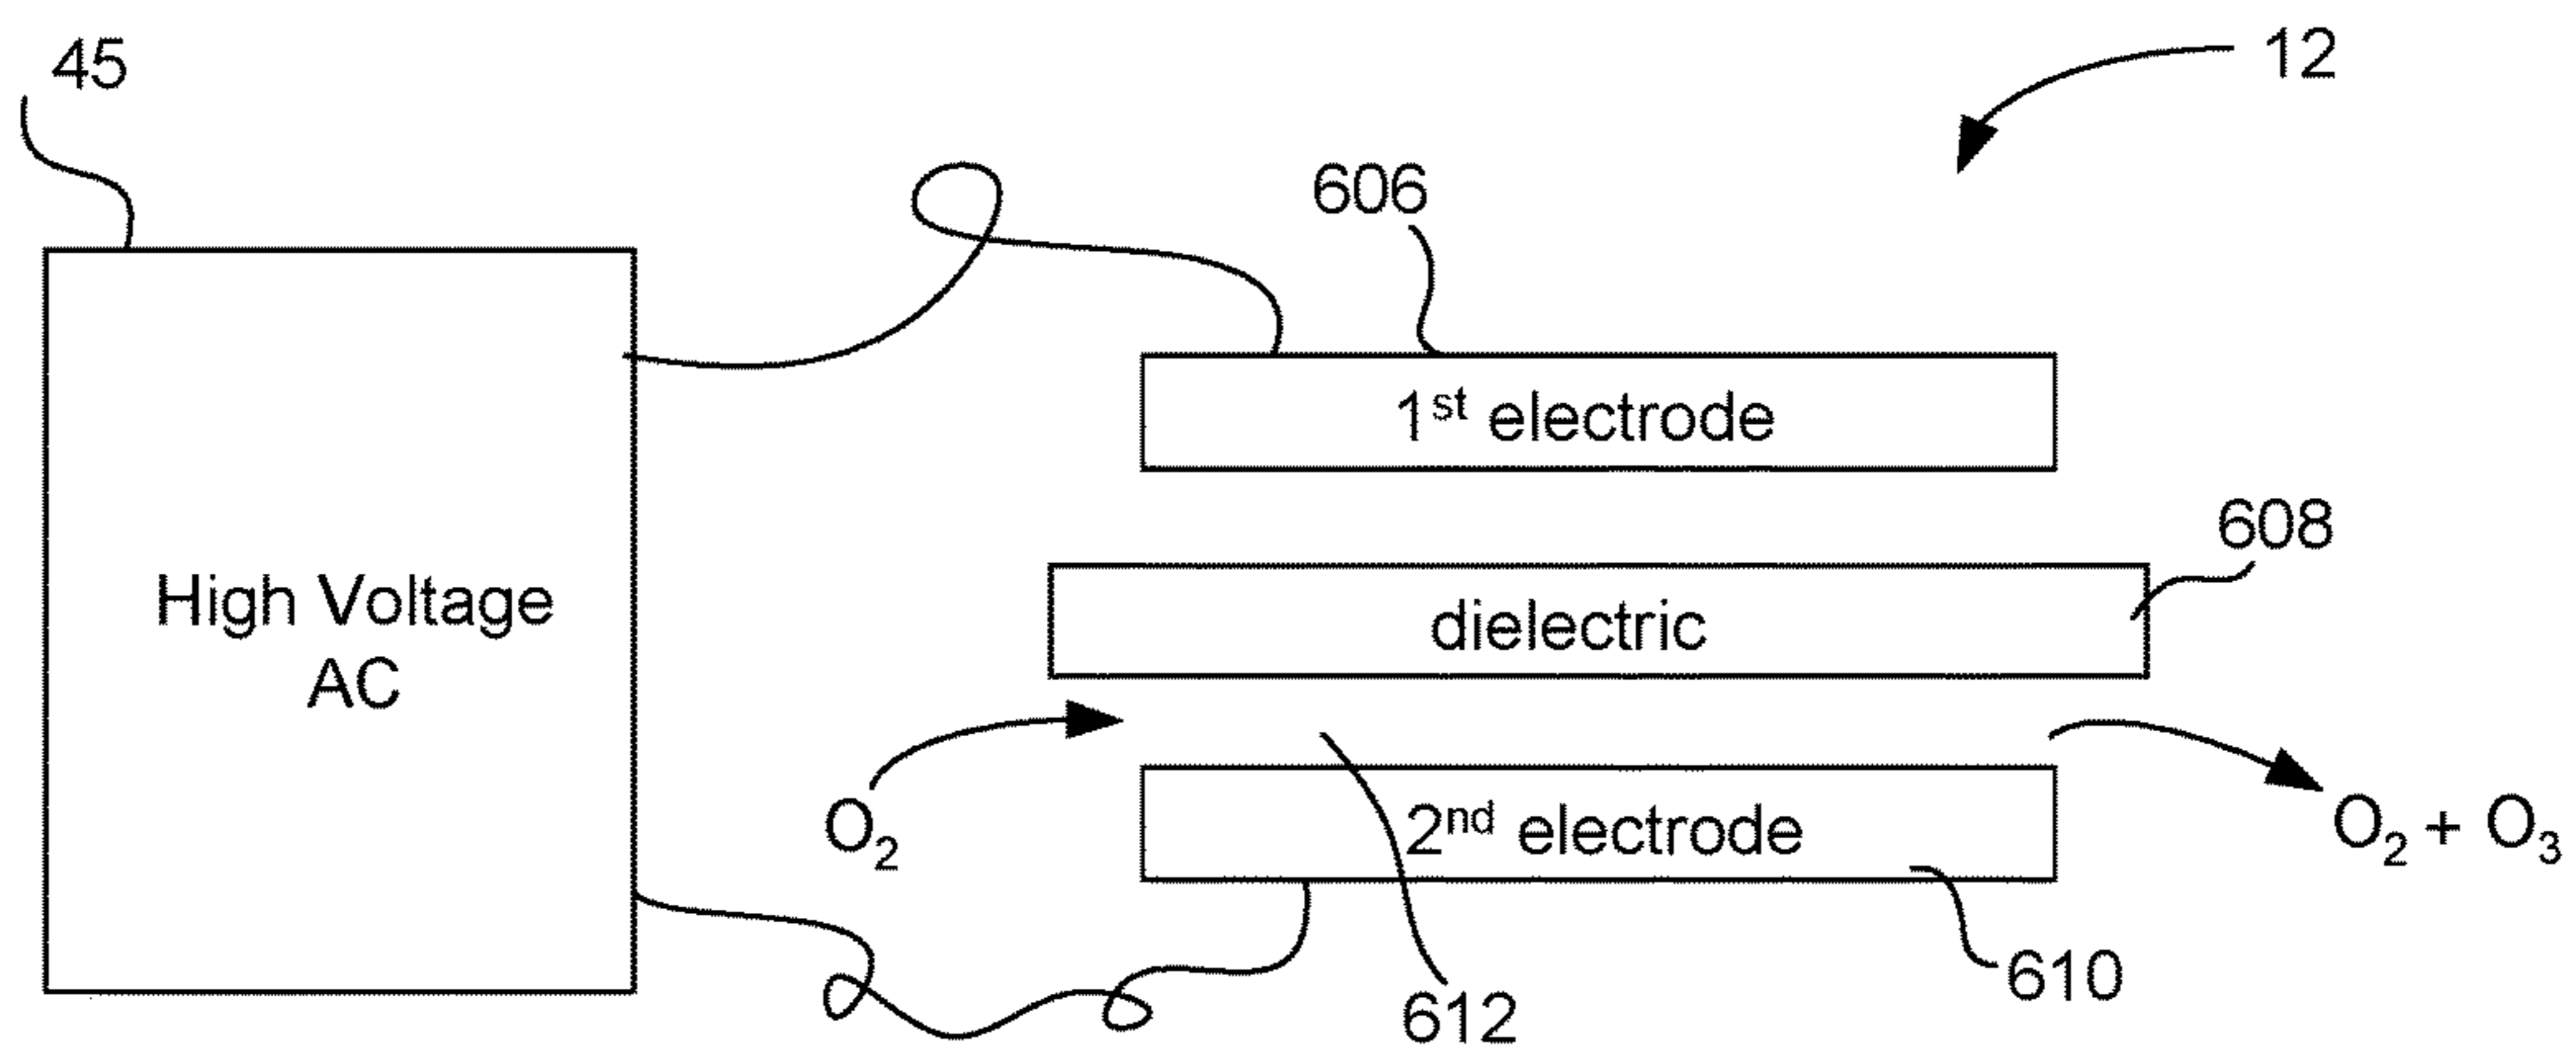 45
12
606
1st electrode
608
High Voltage
AC
dielectric
O2
2nd electrode
O2 + O3
610
612